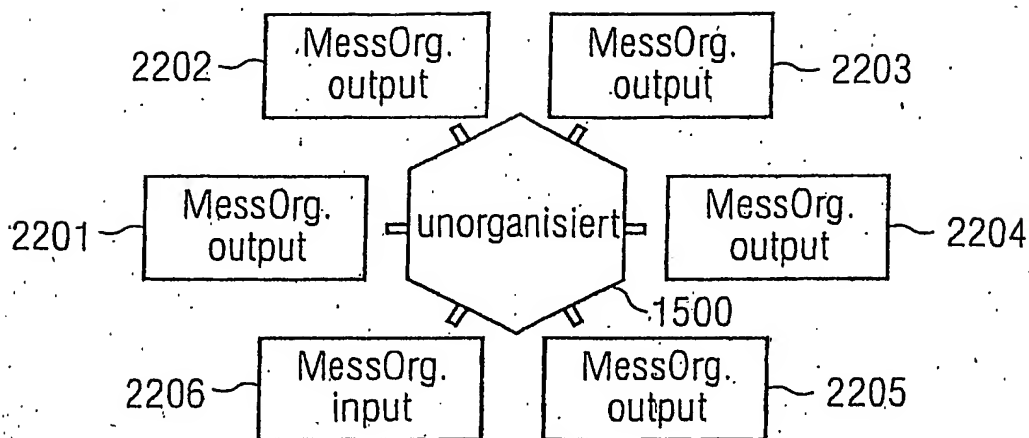 MessOrg.
output
2202
MessOrg.
output
2203
MessOrg.
output
2201
unorganisiert
MessOrg.
output
2204
1500
MessOrg.
input
2206
MessOrg.
output
2205